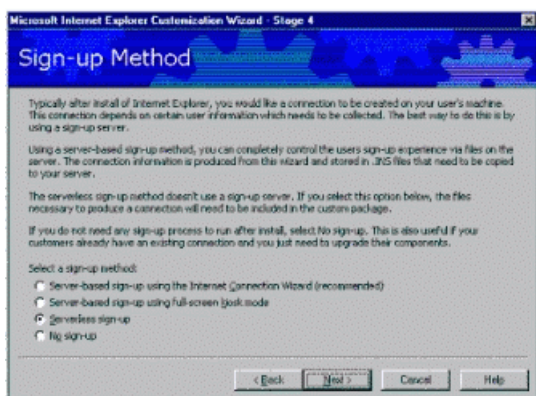 Microsoft Internet Explorer Customization Wizard - Stage 4
Sign-up Method
Typically after install of Internet Explorer, you would like a connection to be created on your user's machine.
This connection depends on certain user information which needs to be collected. The best way to do this is by
using a sign-up server.
Using a server-based sign-up method, you can completely control the users sign-up experience via files on the
server. The connection information is produced from this wizard and stored in .INS files that need to be copied
to your server.
The serverless sign-up method doesn't use a sign-up server. If you select this option below, the files
necessary to produce a connection will need to be included in the custom package.
If you do not need any sign-up process to run after install, select No sign-up. This is also useful if your
customers already have an existing connection and you just need to upgrade their components.
Select a sign-up method:
Server-based sign-up using the Internet Connection Wizard (recommended)
Server-based sign-up using full-screen kiosk mode
Serverless sign-up
No sign-up
< Back Next > Cancel Help